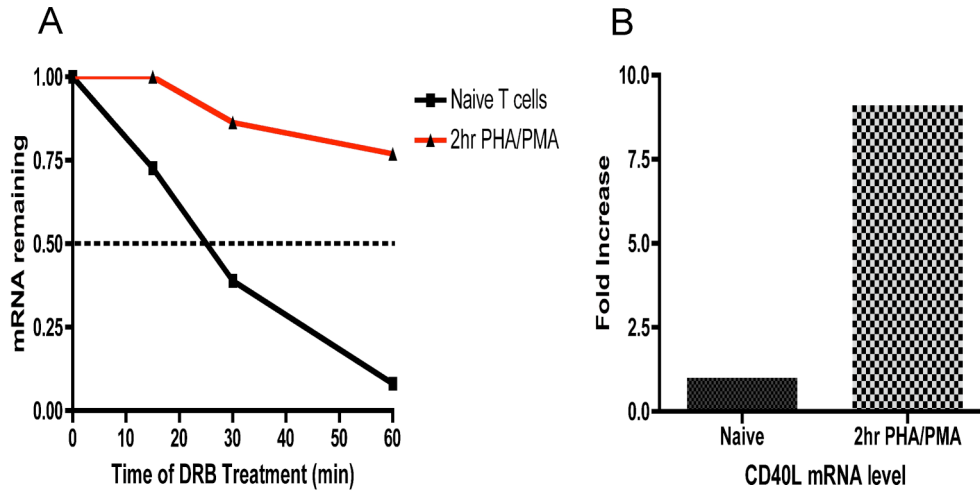 A
mRNA remaining
1.00
0.75
0.50
0.25
0.00
0
10
20
30
40
50
60
Time of DRB Treatment (min)
Naive T cells
2hr PHA/PMA
B
Fold Increase
10.0
7.5
5.0
2.5
0.0
Naive
2hr PHA/PMA
CD40L mRNA level